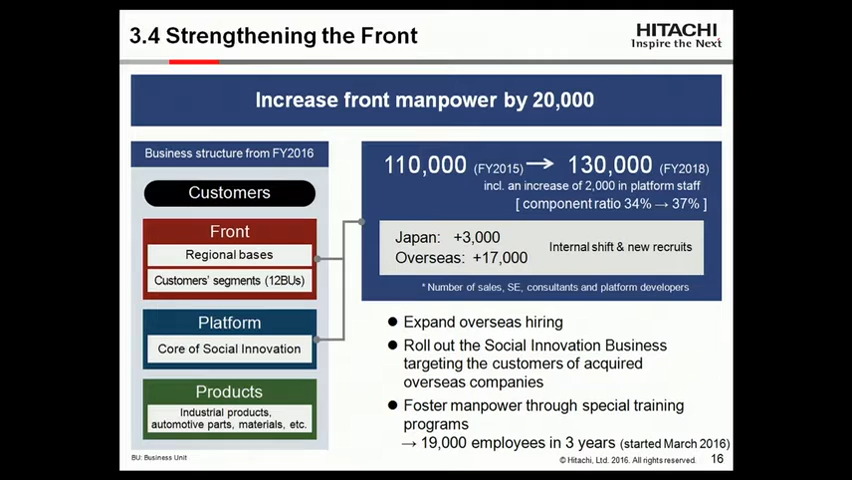 3.4 Strengthening the Front
HITACHI
Inspire the Next
Increase front manpower by 20,000
Business structure from FY2016
Customers
Front
Regional bases
Customers' segments (12BUs)
Platform
Core of Social Innovation
Products
Industrial products,
automotive parts, materials, etc.
BU: Business Unit
110,000 (FY2015) → 130,000 (FY2018)
incl. an increase of 2,000 in platform staff
[ component ratio 34% → 37% ]
Japan: +3,000
Overseas: +17,000
Internal shift & new recruits
* Number of sales, SE, consultants and platform developers
● Expand overseas hiring
● Roll out the Social Innovation Business
targeting the customers of acquired
overseas companies
● Foster manpower through special training
programs
→ 19,000 employees in 3 years (started March 2016)
© Hitachi, Ltd. 2016. All rights reserved. 16